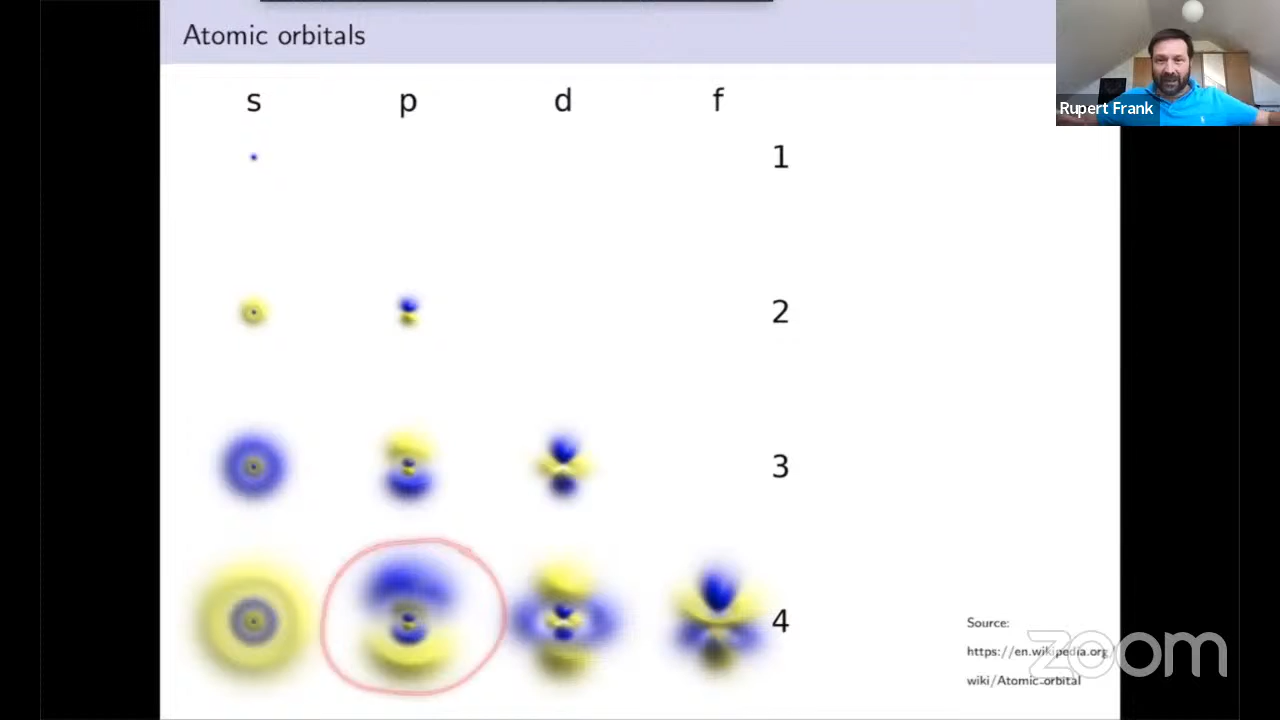 Atomic orbitals
Rupert Frank
s p d f
1
2
3
4
Source:
https://en.wikipedia.org/
wiki/Atomic_orbital
zoom